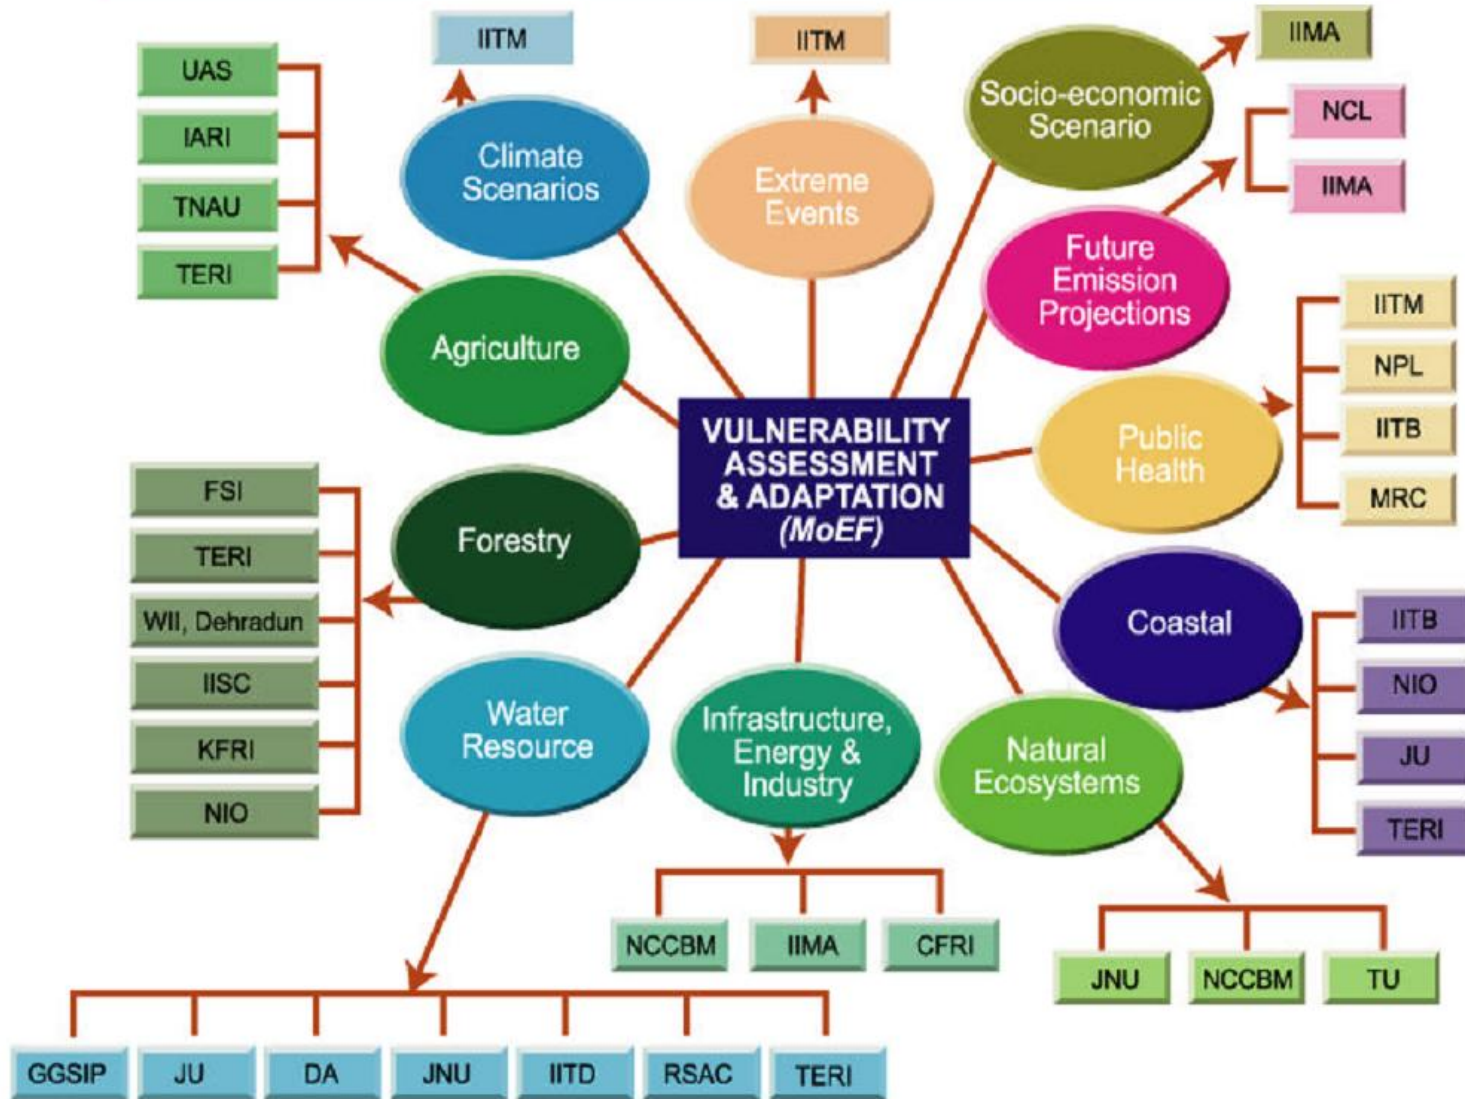 IITM
IITM
IIMA
UAS
IARI
TNAU
TERI
Climate
Scenarios
Extreme
Events
Socio-economic
Scenario
NCL
IIMA
Future
Emission
Projections
Agriculture
VULNERABILITY
ASSESSMENT
& ADAPTATION
(MoEF)
Public
Health
IITM
NPL
IITB
MRC
FSI
TERI
WII, Dehradun
IISC
KFRI
NIO
Forestry
Coastal
IITB
NIO
JU
TERI
Water
Resource
Infrastructure,
Energy &
Industry
Natural
Ecosystems
NCCBM
IIMA
CFRI
JNU
NCCBM
TU
GGSIP
JU
DA
JNU
IITD
RSAC
TERI